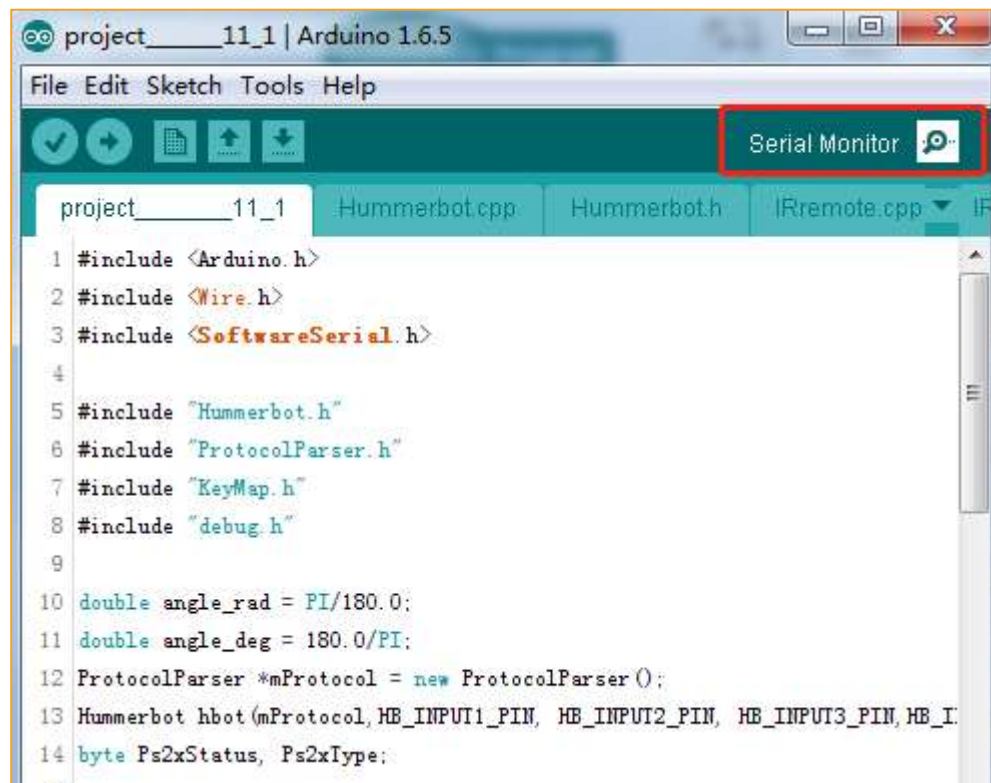 project______11_1 | Arduino 1.6.5
File Edit Sketch Tools Help
Serial Monitor
project_______11_1 Hummerbot.cpp Hummerbot.h IRremote.cpp IR
1 #include <Arduino.h>
2 #include <Wire.h>
3 #include <SoftwareSerial.h>
4
5 #include "Hummerbot.h"
6 #include "ProtocolParser.h"
7 #include "KeyMap.h"
8 #include "debug.h"
9
10 double angle_rad = PI/180.0;
11 double angle_deg = 180.0/PI;
12 ProtocolParser *mProtocol = new ProtocolParser();
13 Hummerbot hbot(mProtocol,HB_INPUT1_PIN, HB_INPUT2_PIN, HB_INPUT3_PIN,HB_I
14 byte Ps2xStatus, Ps2xType;